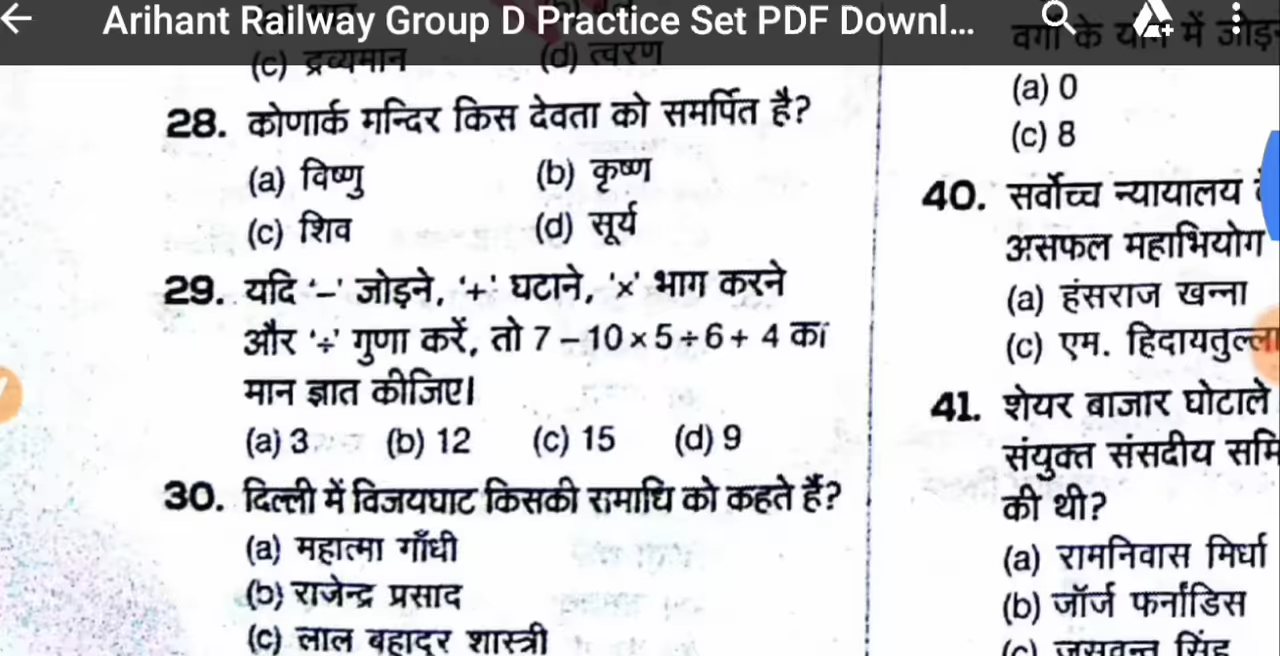 Arihant Railway Group D Practice Set PDF Downl...
(c) द्रव्यमान (d) त्वरण
28. कोणार्क मन्दिर किस देवता को समर्पित है?
(a) विष्णु (b) कृष्ण
(c) शिव (d) सूर्य
29. यदि '–' जोड़ने, '+' घटाने, '×' भाग करने
और '÷' गुणा करें, तो 7 – 10 × 5 ÷ 6 + 4 का
मान ज्ञात कीजिए।
(a) 3 (b) 12 (c) 15 (d) 9
30. दिल्ली में विजयघाट किसकी समाधि को कहते हैं?
(a) महात्मा गाँधी
(b) राजेन्द्र प्रसाद
(c) लाल बहादुर शास्त्री
के में
(a) 0
(c) 8
40. सर्वोच्च न्यायालय
असफल महाभियोग
(a) हंसराज खन्ना
(c) एम. हिदायतुल्ला
41. शेयर बाजार घोटाले
संयुक्त संसदीय
की थी?
(a) रामनिवास मिर्धा
(b) जॉर्ज फर्नांडिस
(c) जसवन्त सिंह